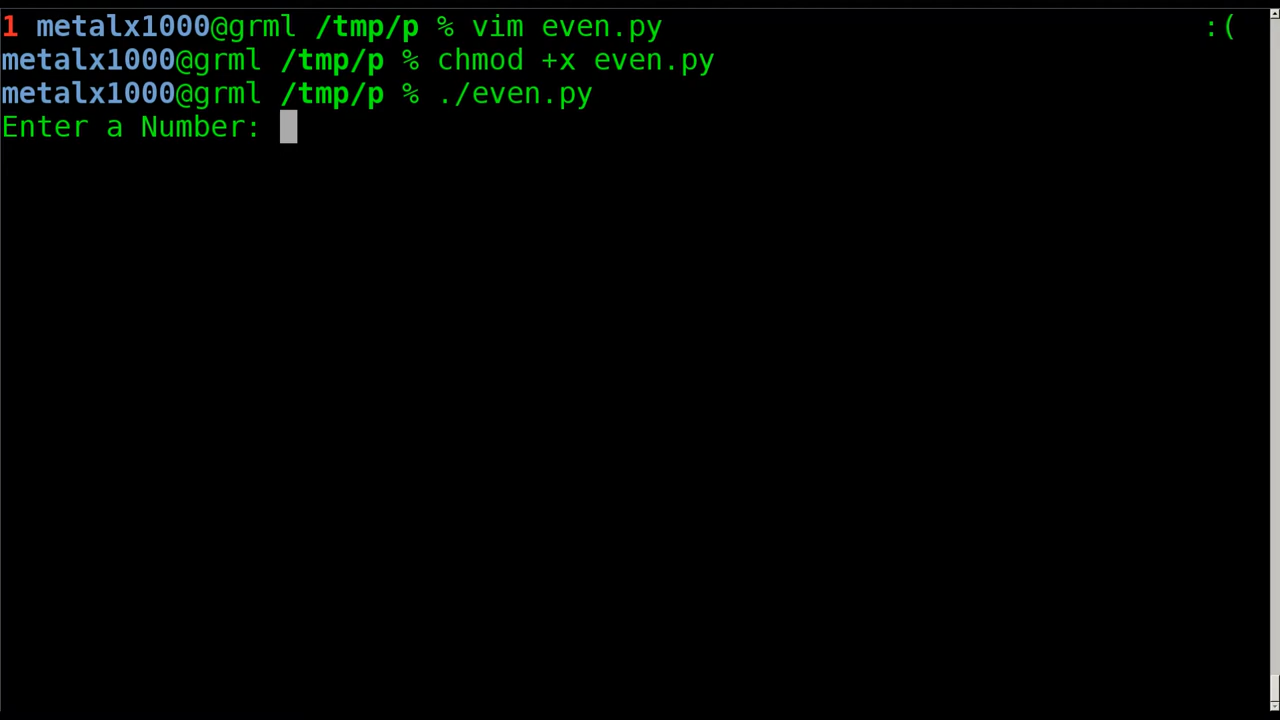 1 metalx1000@grml /tmp/p % vim even.py :(
metalx1000@grml /tmp/p % chmod +x even.py
metalx1000@grml /tmp/p % ./even.py
Enter a Number: